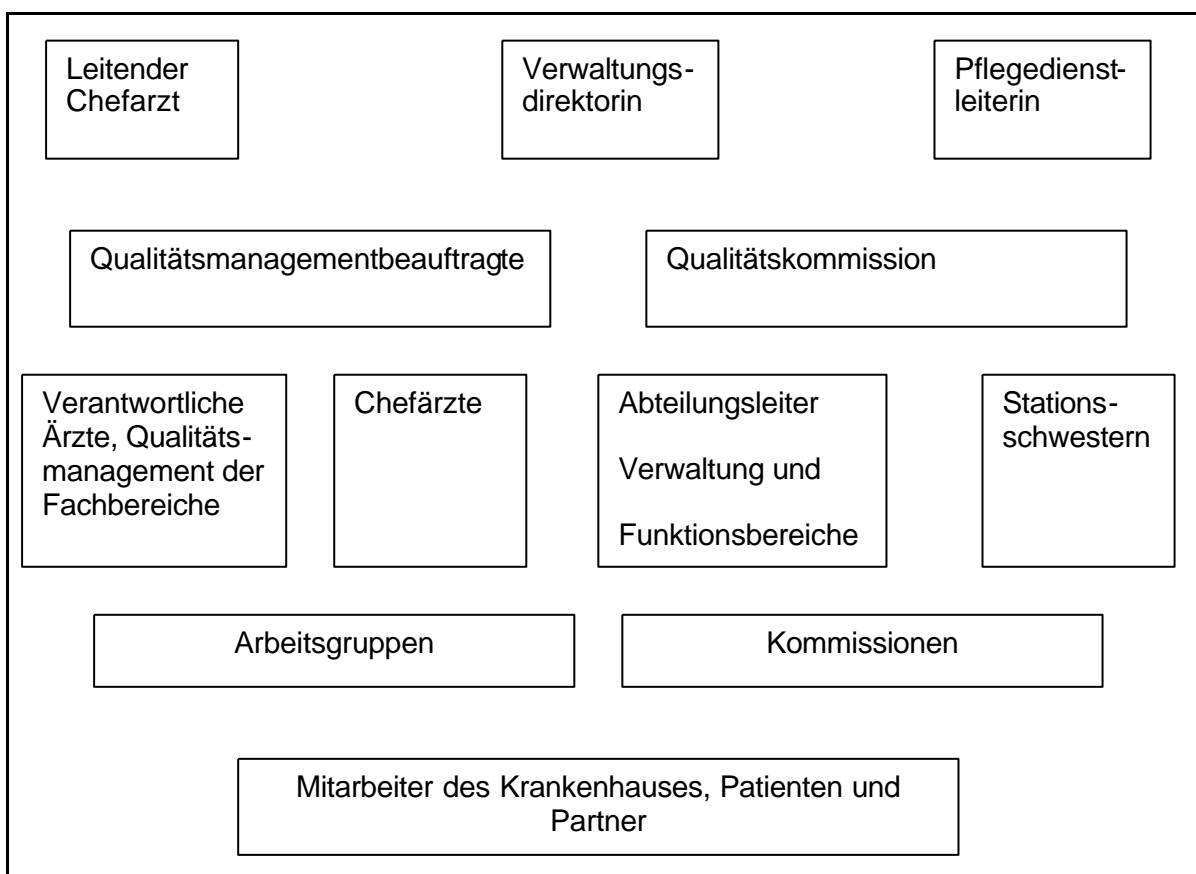 Leitender
Chefarzt
Verwaltungs-
direktorin
Pflegedienst-
leiterin
Qualitätsmanagementbeauftragte
Qualitätskommission
Verantwortliche
Ärzte, Qualitäts-
management der
Fachbereiche
Chefärzte
Abteilungsleiter
Verwaltung und
Funktionsbereiche
Stations-
schwestern
Arbeitsgruppen
Kommissionen
Mitarbeiter des Krankenhauses, Patienten und
Partner